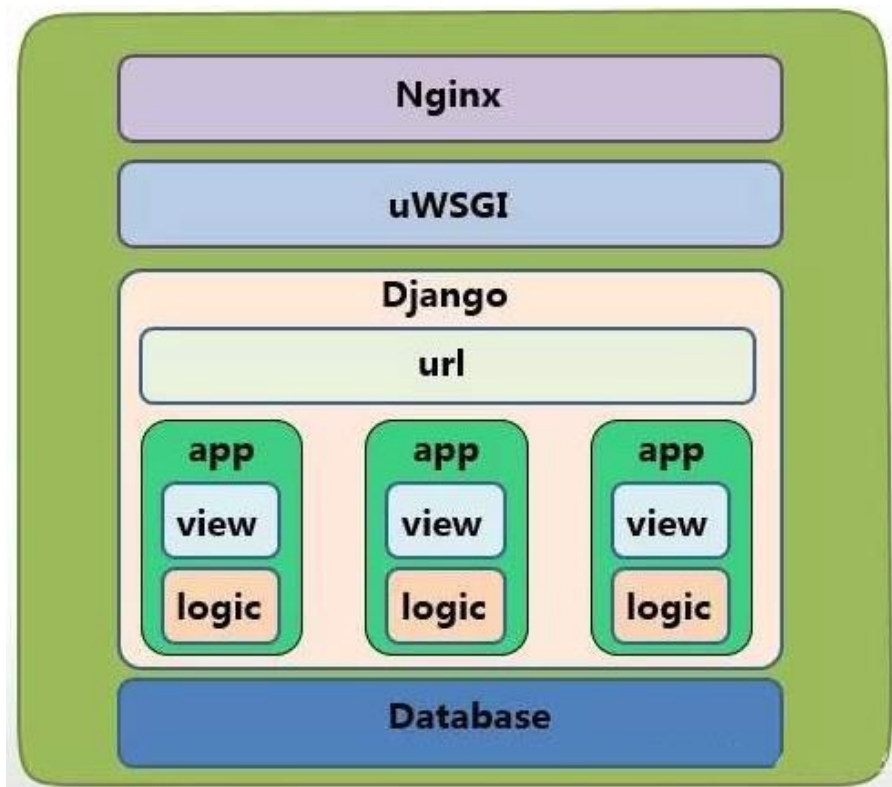 Nginx
uWSGI
Django
url
app app app
view view view
logic logic logic
Database